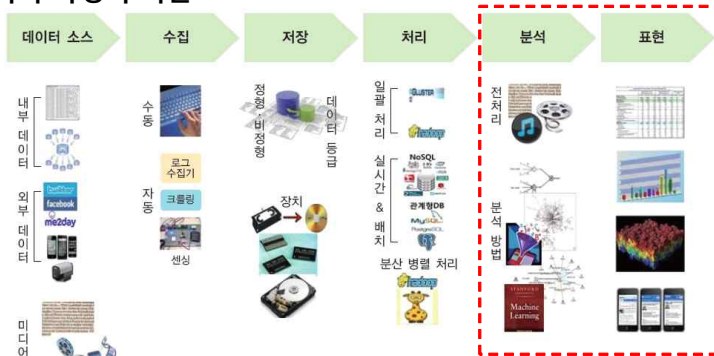 데이터 소스
수집
저장
처리
분석
표현
내부 데이터
외부 데이터
twitter
facebook
me2day
미디어
수동
자동
로그
수집기
크롤링
센싱
정형·비정형
데이터 등급
장치
일괄 처리
GLUSTER
hadoop
실시간 & 배치
NoSQL
관계형DB
MySQL
PostgreSQL
분산 병렬 처리
hadoop
전처리
분석 방법
Machine
Learning